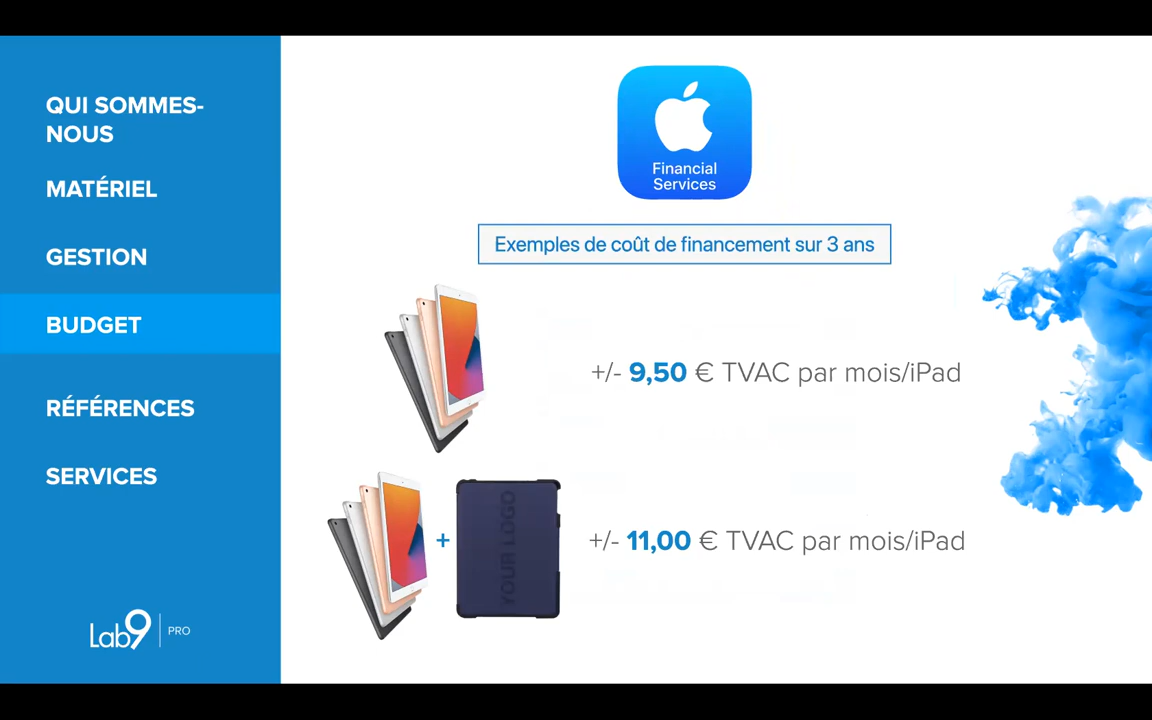 QUI SOMMES-
NOUS
MATÉRIEL
GESTION
BUDGET
RÉFÉRENCES
SERVICES
Lab9 PRO
Financial
Services
Exemples de coût de financement sur 3 ans
+/- 9,50 € TVAC par mois/iPad
+
YOUR LOGO
+/- 11,00 € TVAC par mois/iPad